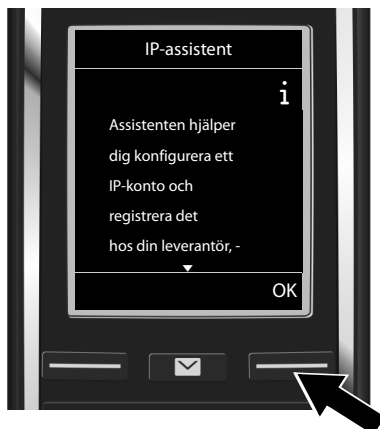 IP-assistent
i
Assistenten hjälper
dig konfigurera ett
IP-konto och
registrera det
hos din leverantör, -
OK